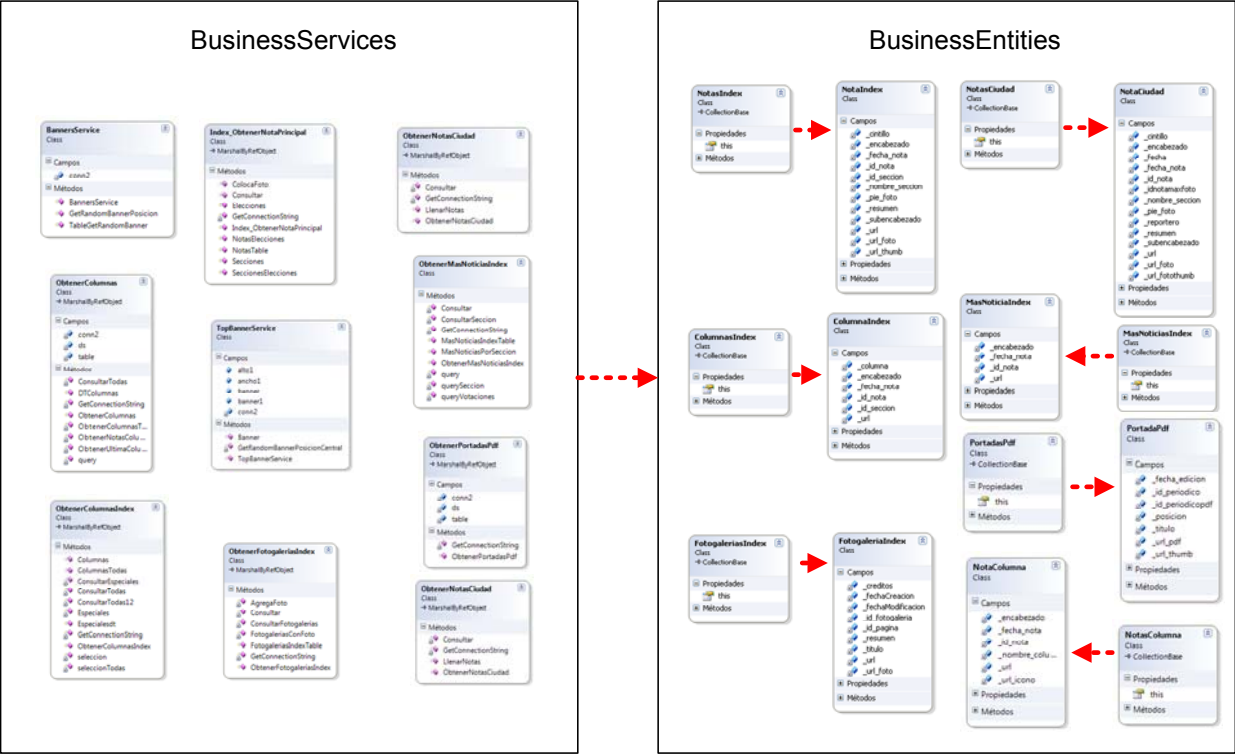 BusinessServices
BannersService
Class
Campos
conn2
Métodos
BannersService
GetRandomBannerPosicion
TableGetRandomBanner
Index_ObtenerNotaPrincipal
Class
MarshalByRefObject
Métodos
ColocaFoto
Consultar
Elecciones
GetConnectionString
Index_ObtenerNotaPrincipal
NotasElecciones
NotasTable
Secciones
SeccionesElecciones
ObtenerNotasCiudad
Class
MarshalByRefObject
Métodos
Consultar
GetConnectionString
LlenarNotas
ObtenerNotasCiudad
ObtenerColumnas
Class
MarshalByRefObject
Campos
conn2
ds
table
Métodos
ConsultarTodas
DTColumnas
GetConnectionString
ObtenerColumnas
ObtenerColumnasT...
ObtenerNotasColu ...
ObtenerUltimaColu ...
query
TopBannerService
Class
Campos
alto1
ancho1
banner
banner1
conn2
Métodos
Banner
GetRandomBannerPosicionCentral
TopBannerService
ObtenerMasNoticiasIndex
Class
Métodos
Consultar
ConsultarSeccion
GetConnectionString
MasNoticiasIndexTable
MasNoticiasPorSeccion
ObtenerMasNoticiasIndex
query
querySeccion
queryVotaciones
ObtenerPortadasPdf
Class
MarshalByRefObject
Campos
conn2
ds
table
Métodos
GetConnectionString
ObtenerPortadasPdf
ObtenerColumnasIndex
Class
MarshalByRefObject
Métodos
Columnas
ColumnasTodas
ConsultarEspeciales
ConsultarTodas
ConsultarTodas12
Especiales
Especialesdt
GetConnectionString
ObtenerColumnasIndex
seleccion
seleccionTodas
ObtenerFotogaleriasIndex
Class
MarshalByRefObject
Métodos
AgregaFoto
Consultar
ConsultarFotogalerias
FotogaleriasConFoto
FotogaleriasIndexTable
GetConnectionString
ObtenerFotogaleriasIndex
ObtenerNotasCiudad
Class
MarshalByRefObject
Métodos
Consultar
GetConnectionString
LlenarNotas
ObtenerNotasCiudad
BusinessEntities
NotasIndex
Class
CollectionBase
Propiedades
this
Métodos
NotaIndex
Class
Campos
_cintillo
_encabezado
_fecha_nota
_id_nota
_id_seccion
_nombre_seccion
_pie_foto
_resumen
_subencabezado
_url
_url_foto
_url_thumb
Propiedades
Métodos
NotasCiudad
Class
CollectionBase
Propiedades
this
Métodos
NotaCiudad
Class
Campos
_cintillo
_encabezado
_fecha
_fecha_nota
_id_nota
_idnotamaxfoto
_nombre_seccion
_pie_foto
_reportero
_resumen
_subencabezado
_url
_url_foto
_url_fotothumb
Propiedades
Métodos
ColumnasIndex
Class
CollectionBase
Propiedades
this
Métodos
ColumnaIndex
Class
Campos
_columna
_encabezado
_fecha_nota
_id_nota
_id_seccion
_url
Propiedades
Métodos
MasNoticiaIndex
Class
Campos
_encabezado
_fecha_nota
_id_nota
_url
Propiedades
Métodos
MasNoticiasIndex
Class
CollectionBase
Propiedades
this
Métodos
PortadasPdf
Class
CollectionBase
Propiedades
this
Métodos
PortadaPdf
Class
Campos
_fecha_edicion
_id_periodico
_id_periodicopdf
_posicion
_titulo
_url_pdf
_url_thumb
Propiedades
Métodos
FotogaleriasIndex
Class
CollectionBase
Propiedades
this
Métodos
FotogaleriaIndex
Class
Campos
_creditos
_fechaCreacion
_fechaModificacion
_id_fotogaleria
_id_pagina
_resumen
_titulo
_url
_url_foto
Propiedades
Métodos
NotaColumna
Class
Campos
_encabezado
_fecha_nota
_id_nota
_nombre_colu ...
_url
_url_icono
Propiedades
Métodos
NotasColumna
Class
CollectionBase
Propiedades
this
Métodos